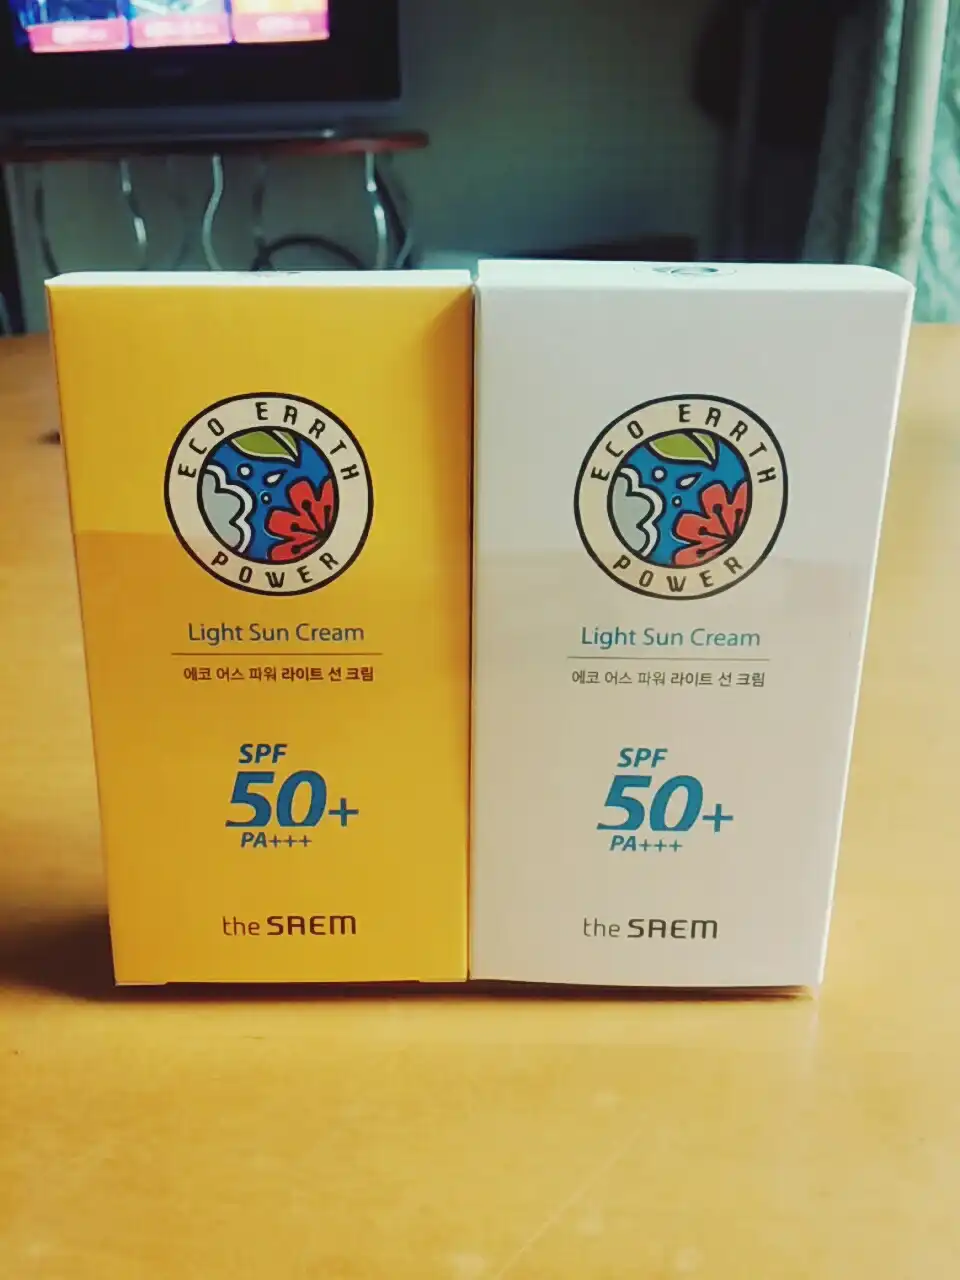 ECO EARTH
POWER
Light Sun Cream
에코 어스 파워 라이트 선 크림
SPF
50+
PA+++
the SAEM
ECO EARTH
POWER
Light Sun Cream
에코 어스 파워 라이트 선 크림
SPF
50+
PA+++
the SAEM